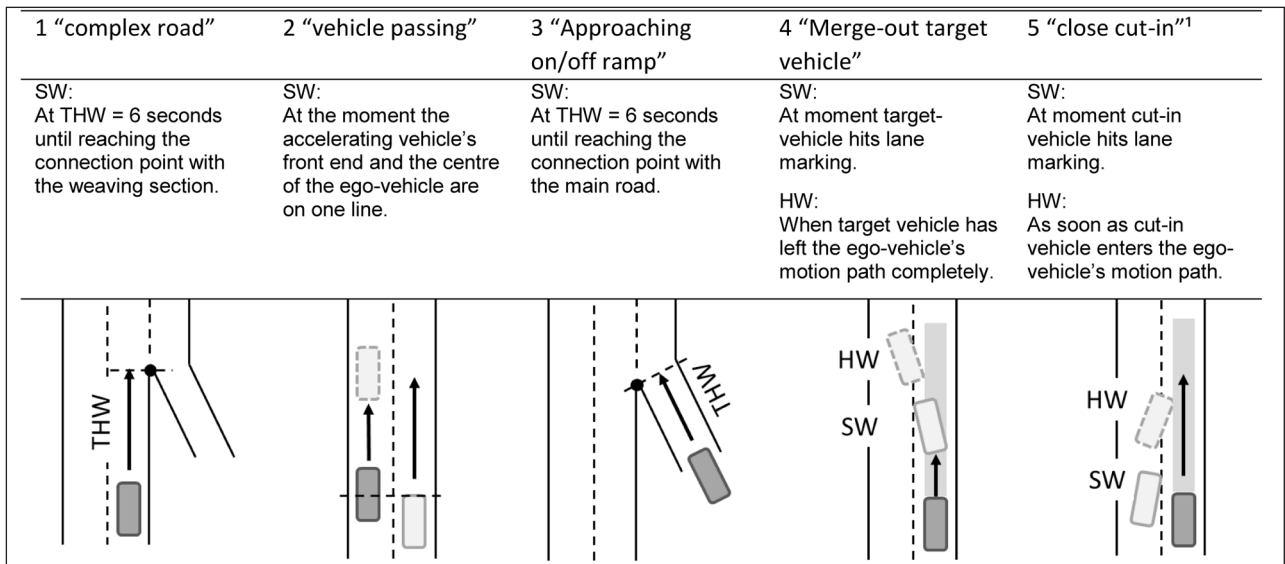 1 “complex road”
2 “vehicle passing”
3 “Approaching
on/off ramp”
4 “Merge-out target
vehicle”
5 “close cut-in”¹
SW:
At THW = 6 seconds
until reaching the
connection point with
the weaving section.
SW:
At the moment the
accelerating vehicle’s
front end and the centre
of the ego-vehicle are
on one line.
SW:
At THW = 6 seconds
until reaching the
connection point with
the main road.
SW:
At moment target-
vehicle hits lane
marking.
HW:
When target vehicle has
left the ego-vehicle’s
motion path completely.
SW:
At moment cut-in
vehicle hits lane
marking.
HW:
As soon as cut-in
vehicle enters the ego-
vehicle’s motion path.
THW
THW
HW
SW
HW
SW